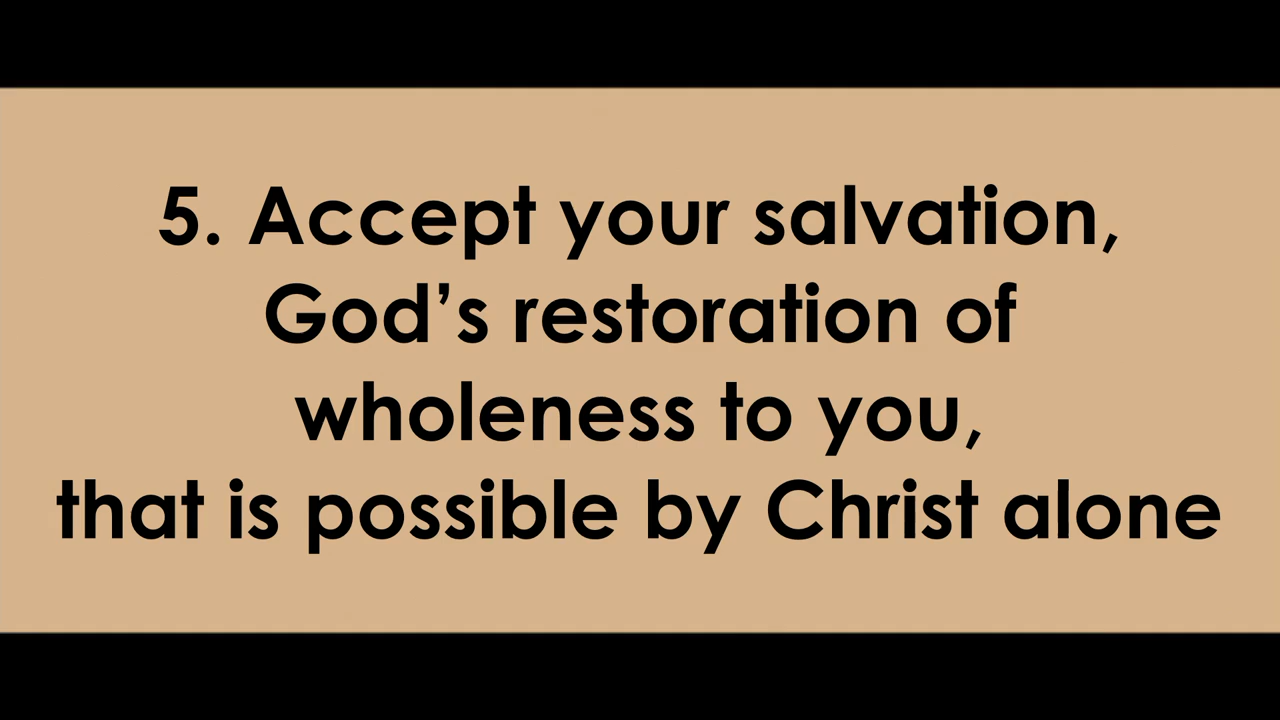 5. Accept your salvation,
God’s restoration of
wholeness to you,
that is possible by Christ alone